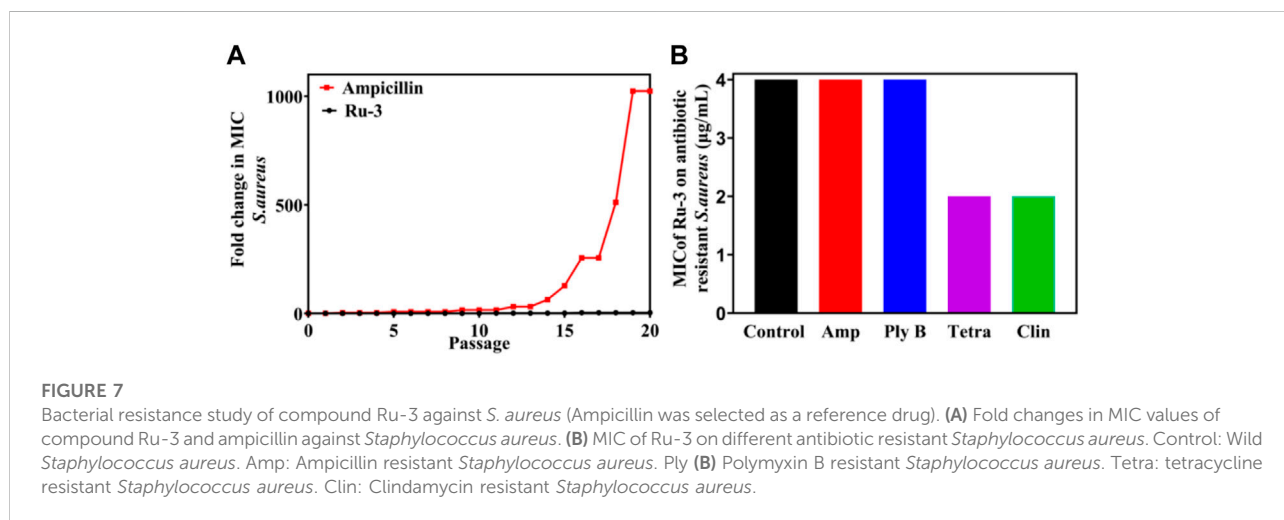 A
Ampicillin
Ru-3
Fold change in MIC
S.aureus
1000
500
0
0 5 10 15 20
Passage
B
MICof Ru-3 on antibiotic
resistant S.aureus (µg/mL)
4
3
2
1
0
Control Amp Ply B Tetra Clin
FIGURE 7
Bacterial resistance study of compound Ru-3 against S. aureus (Ampicillin was selected as a reference drug). (A) Fold changes in MIC values of
compound Ru-3 and ampicillin against Staphylococcus aureus. (B) MIC of Ru-3 on different antibiotic resistant Staphylococcus aureus. Control: Wild
Staphylococcus aureus. Amp: Ampicillin resistant Staphylococcus aureus. Ply (B) Polymyxin B resistant Staphylococcus aureus. Tetra: tetracycline
resistant Staphylococcus aureus. Clin: Clindamycin resistant Staphylococcus aureus.